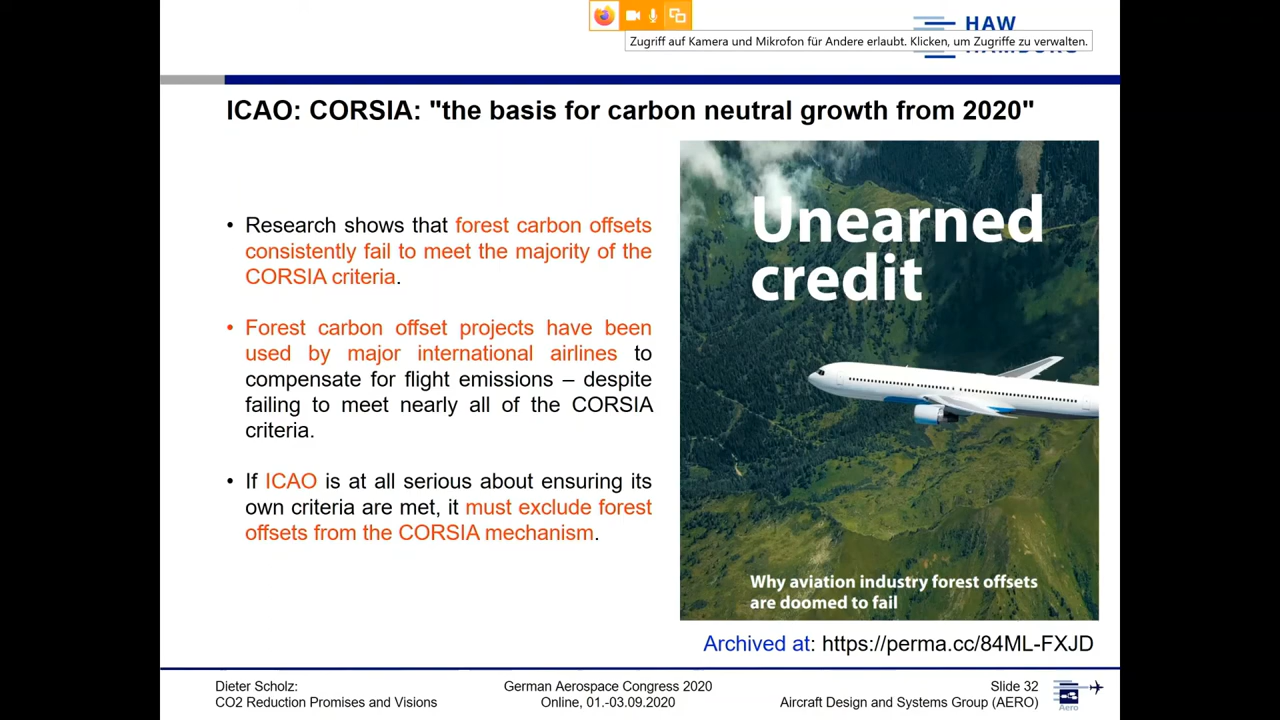 HAW
Zugriff auf Kamera und Mikrofon für Andere erlaubt. Klicken, um Zugriffe zu verwalten.
ICAO: CORSIA: "the basis for carbon neutral growth from 2020"
• Research shows that forest carbon offsets
consistently fail to meet the majority of the
CORSIA criteria.
• Forest carbon offset projects have been
used by major international airlines to
compensate for flight emissions – despite
failing to meet nearly all of the CORSIA
criteria.
• If ICAO is at all serious about ensuring its
own criteria are met, it must exclude forest
offsets from the CORSIA mechanism.
Unearned
credit
Why aviation industry forest offsets
are doomed to fail
Archived at: https://perma.cc/84ML-FXJD
Dieter Scholz:
CO2 Reduction Promises and Visions
German Aerospace Congress 2020
Online, 01.-03.09.2020
Slide 32
Aircraft Design and Systems Group (AERO)
Aero